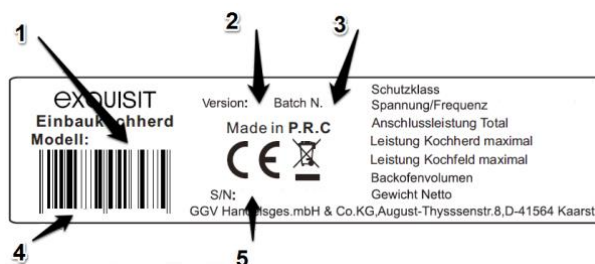 1
2
3
exquisit
Einbaukochherd
Modell:
Version:
Batch N.
Made in P.R.C
CE
S/N:
Schutzklass
Spannung/Frequenz
Anschlussleistung Total
Leistung Kochherd maximal
Leistung Kochfeld maximal
Backofenvolumen
Gewicht Netto
GGV Handelsges.mbH & Co.KG,August-Thysssenstr.8,D-41564 Kaarst
4
5